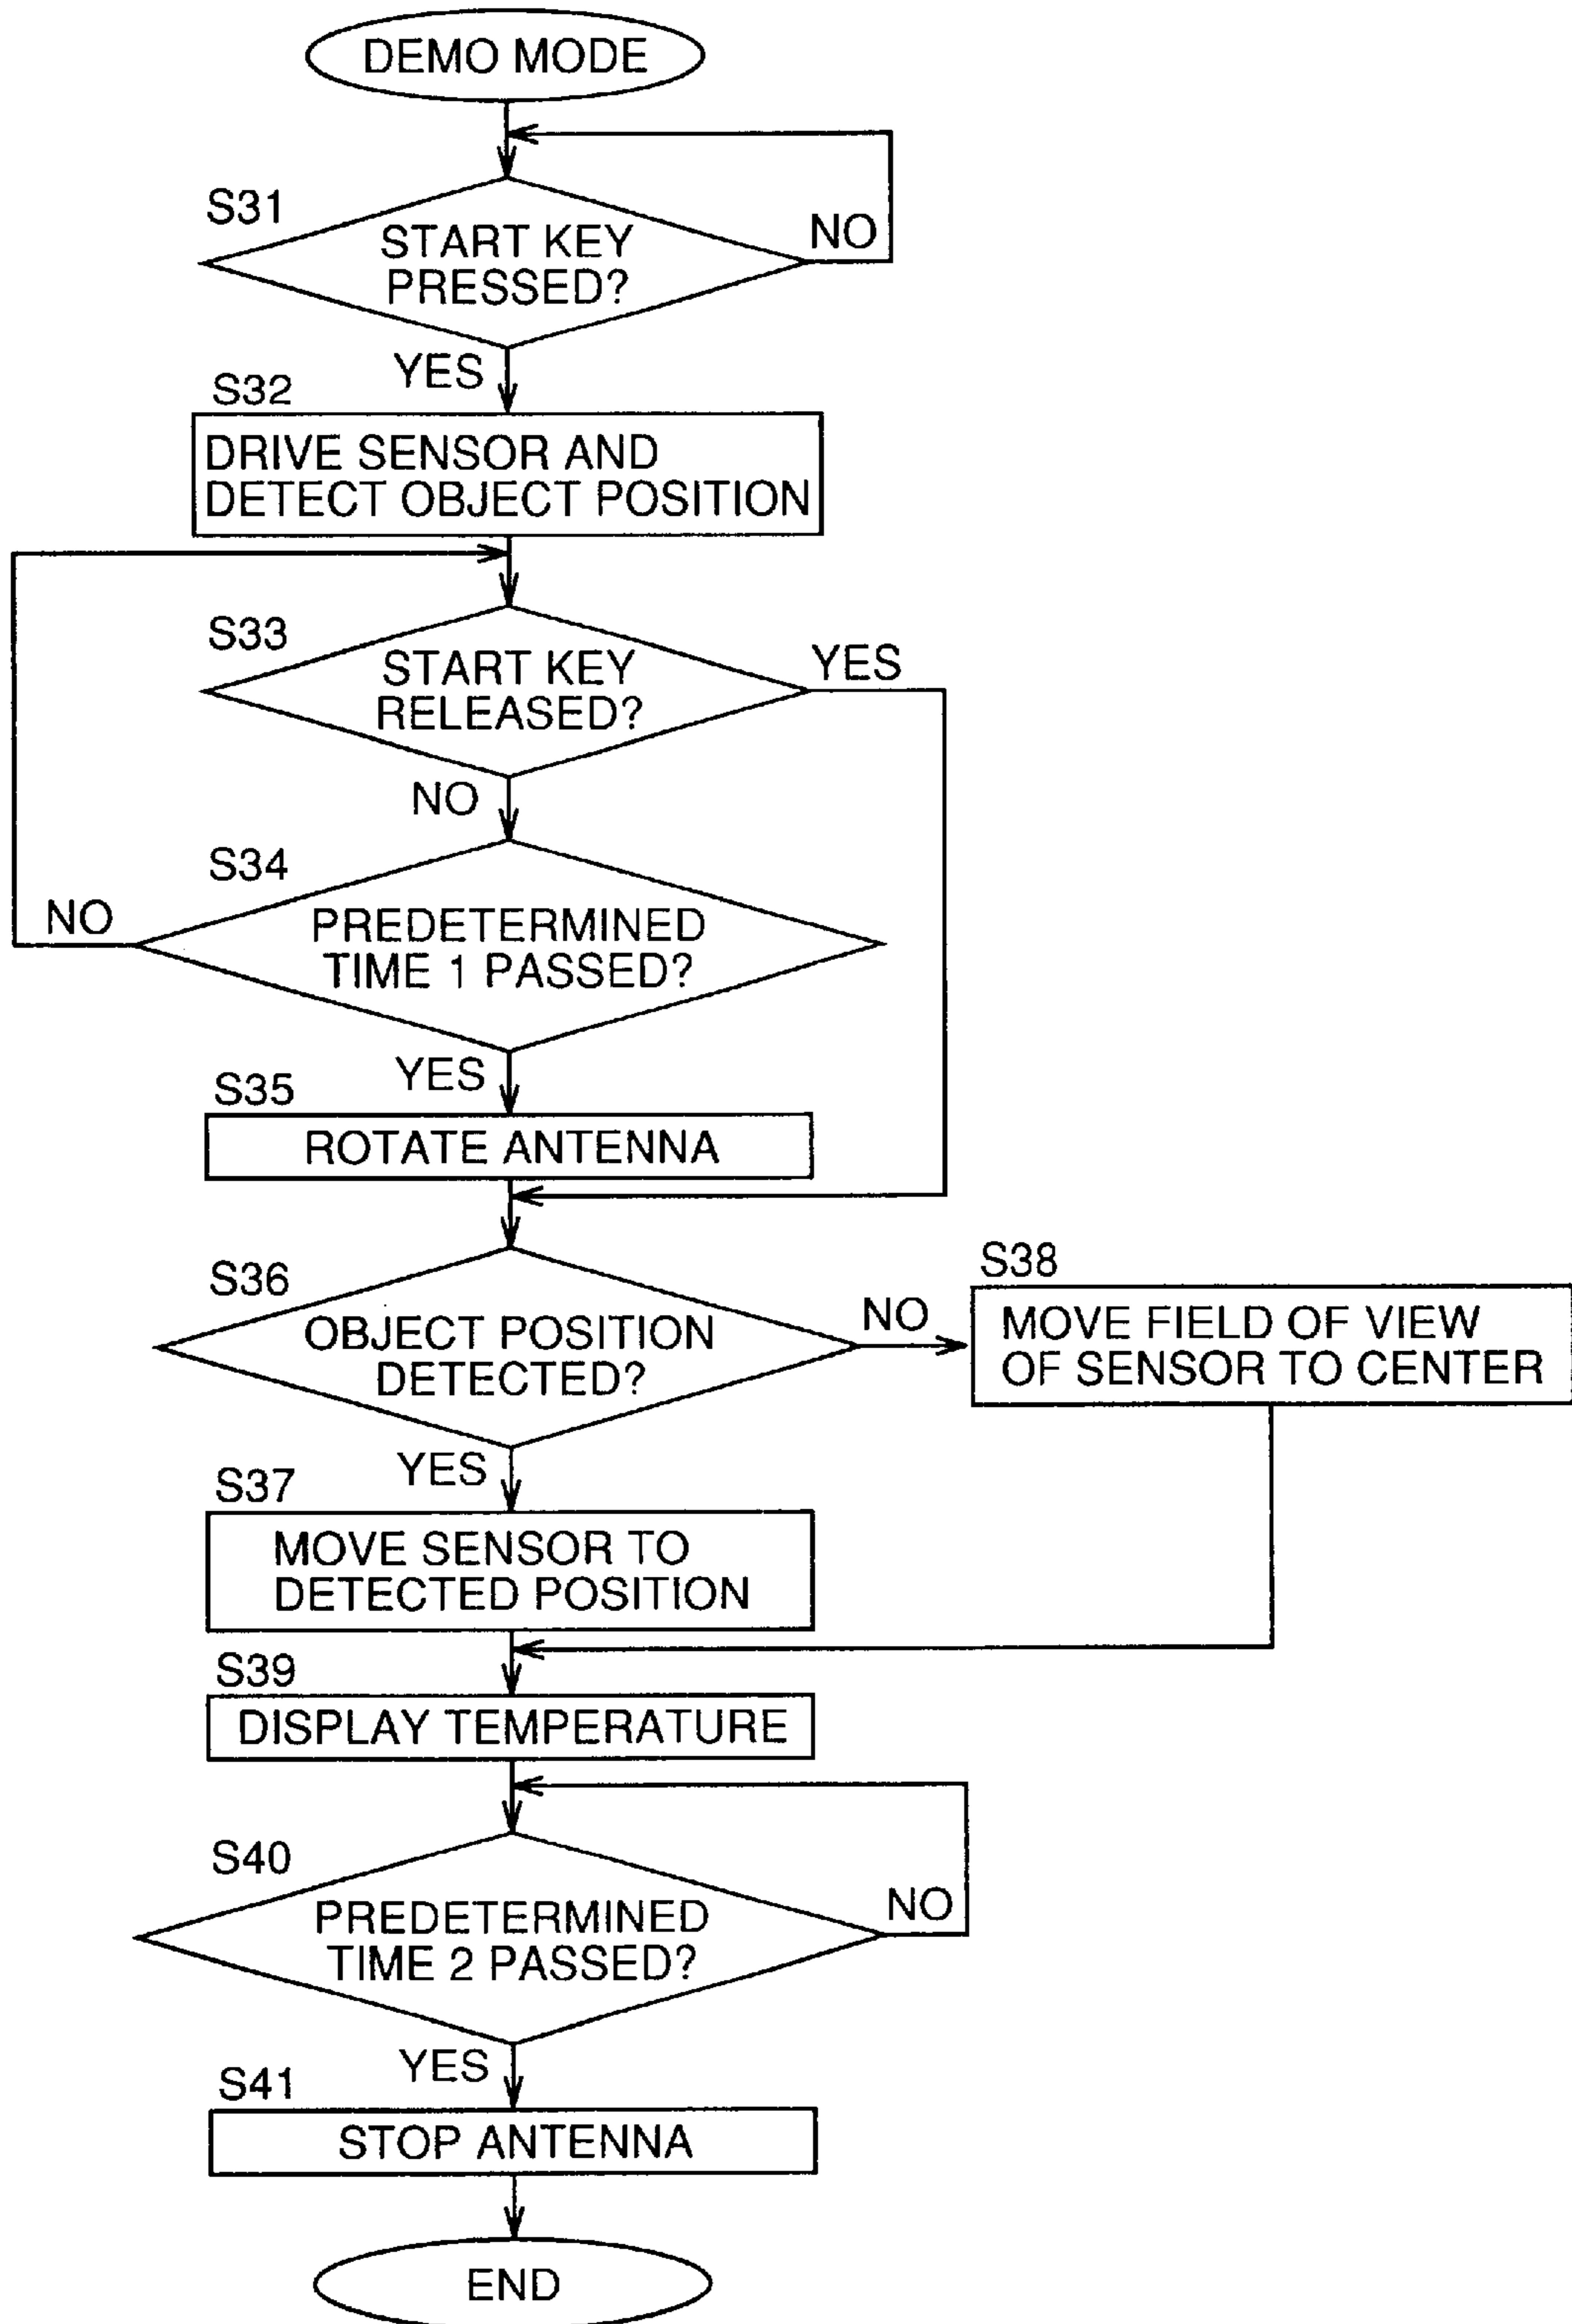 DEMO MODE
S31
START KEY
PRESSED?
NO
YES
S32
DRIVE SENSOR AND
DETECT OBJECT POSITION
S33
START KEY
RELEASED?
YES
NO
S34
PREDETERMINED
TIME 1 PASSED?
NO
YES
S35
ROTATE ANTENNA
S36
OBJECT POSITION
DETECTED?
NO
S38
MOVE FIELD OF VIEW
OF SENSOR TO CENTER
YES
S37
MOVE SENSOR TO
DETECTED POSITION
S39
DISPLAY TEMPERATURE
S40
PREDETERMINED
TIME 2 PASSED?
NO
YES
S41
STOP ANTENNA
END